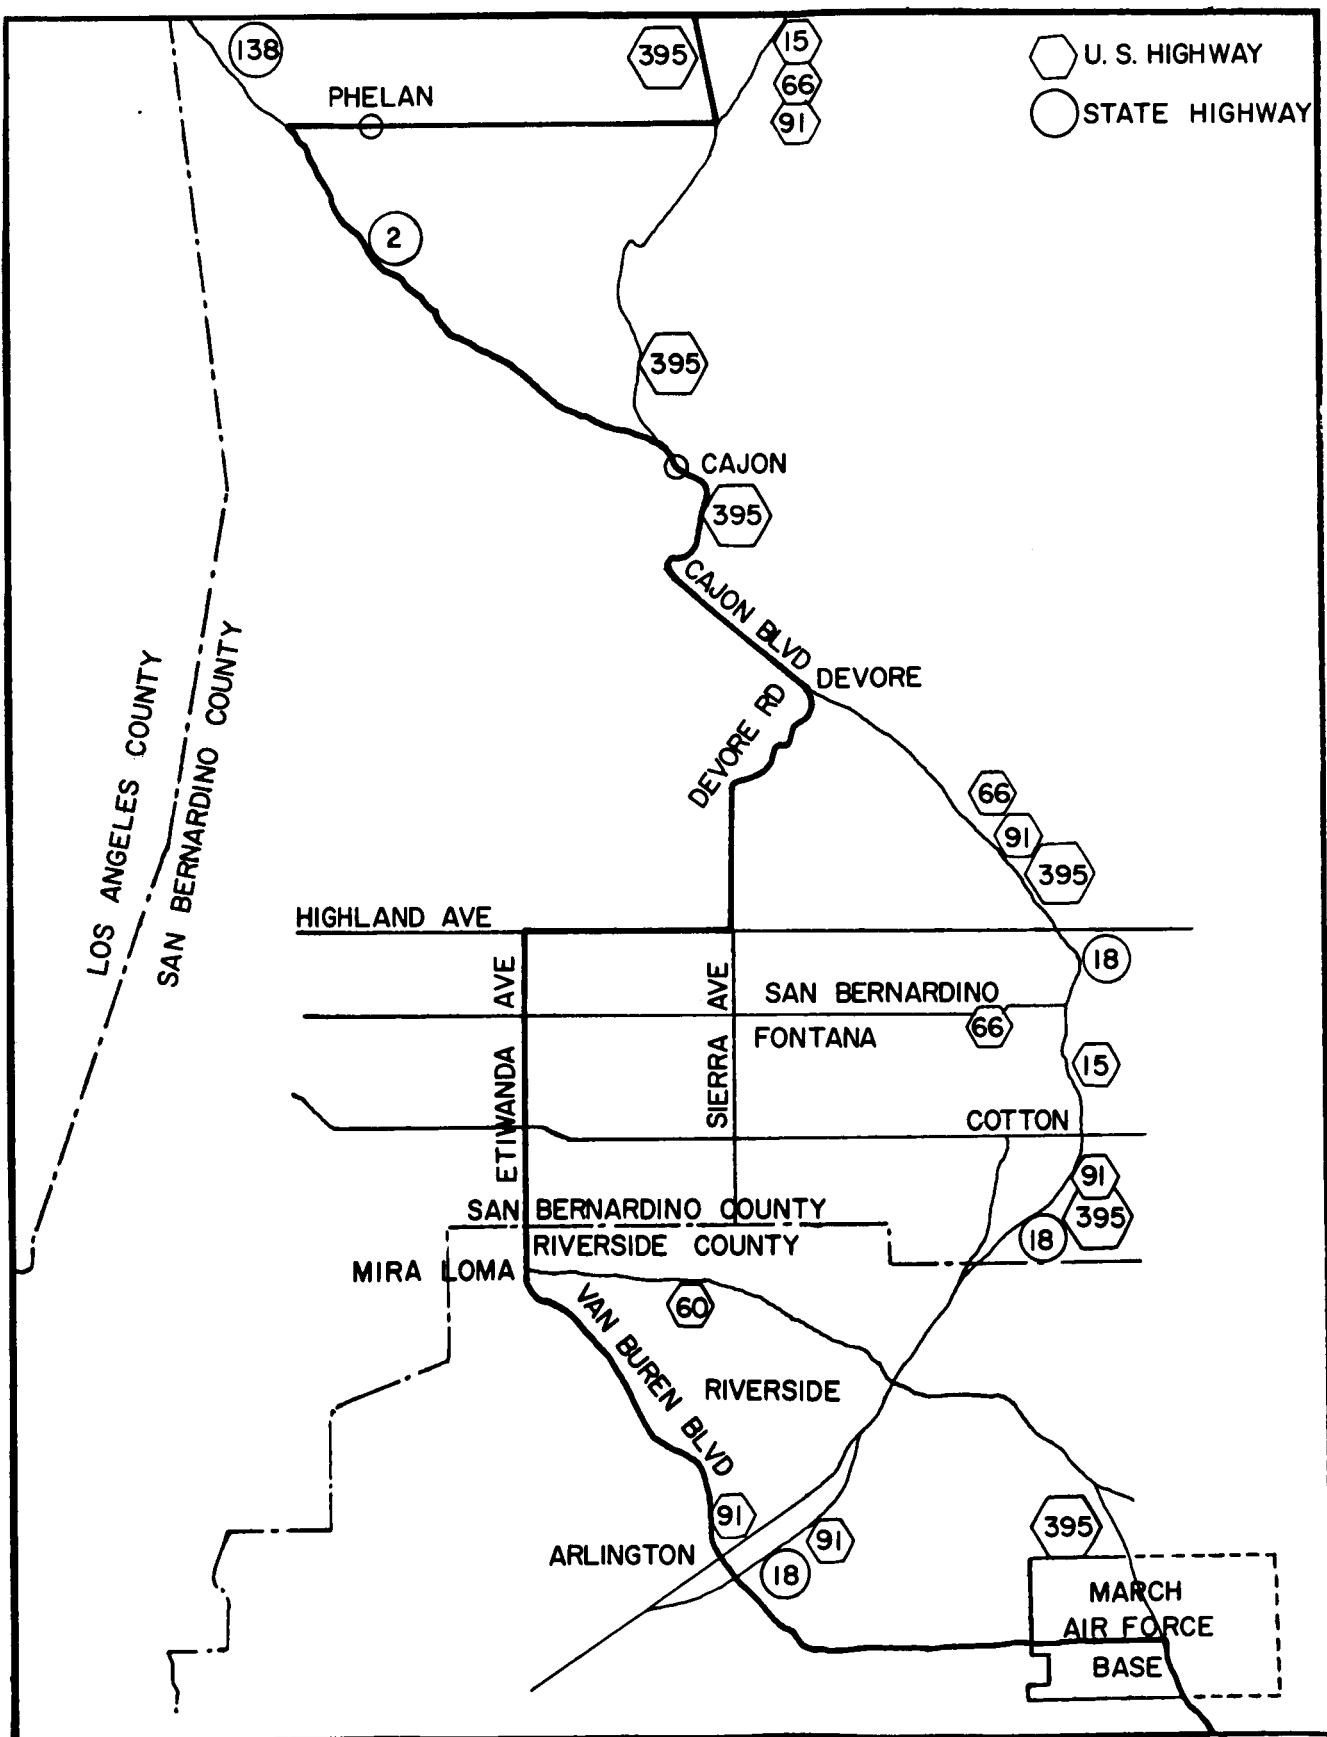 138
395
15
66
91
U. S. HIGHWAY
STATE HIGHWAY
PHELAN
2
395
CAJON
395
CAJON BLVD
DEVORE
DEVORE RD
LOS ANGELES COUNTY
SAN BERNARDINO COUNTY
66
91
395
HIGHLAND AVE
18
ETIWANDA AVE
SIERRA AVE
SAN BERNARDINO
66
FONTANA
15
COTTON
91
395
18
SAN BERNARDINO COUNTY
RIVERSIDE COUNTY
MIRA LOMA
60
VAN BUREN BLVD
RIVERSIDE
91
91
395
ARLINGTON
18
MARCH
AIR FORCE
BASE